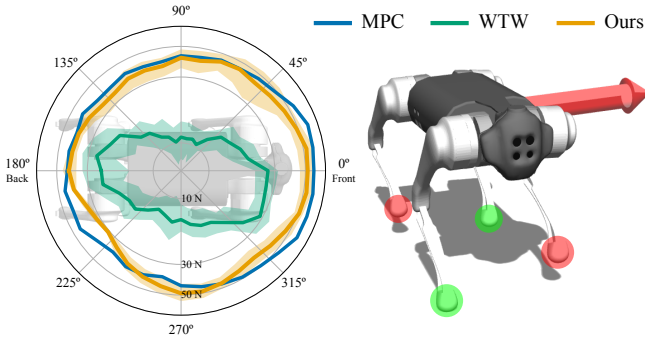 90º
MPC
WTW
Ours
135º
45º
180º
Back
0º
Front
10 N
30 N
50 N
225º
315º
270º